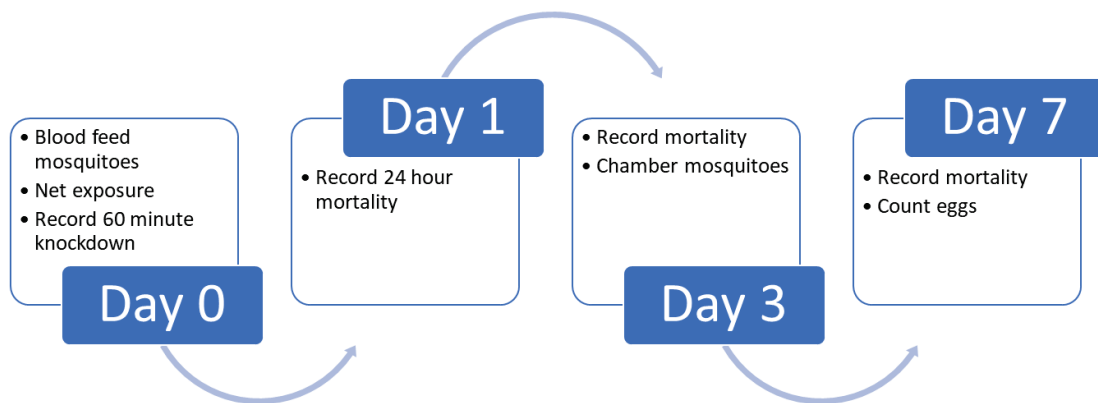 • Blood feed
mosquitoes
• Net exposure
• Record 60 minute
knockdown
Day 0
Day 1
• Record 24 hour
mortality
• Record mortality
• Chamber mosquitoes
Day 3
Day 7
• Record mortality
• Count eggs